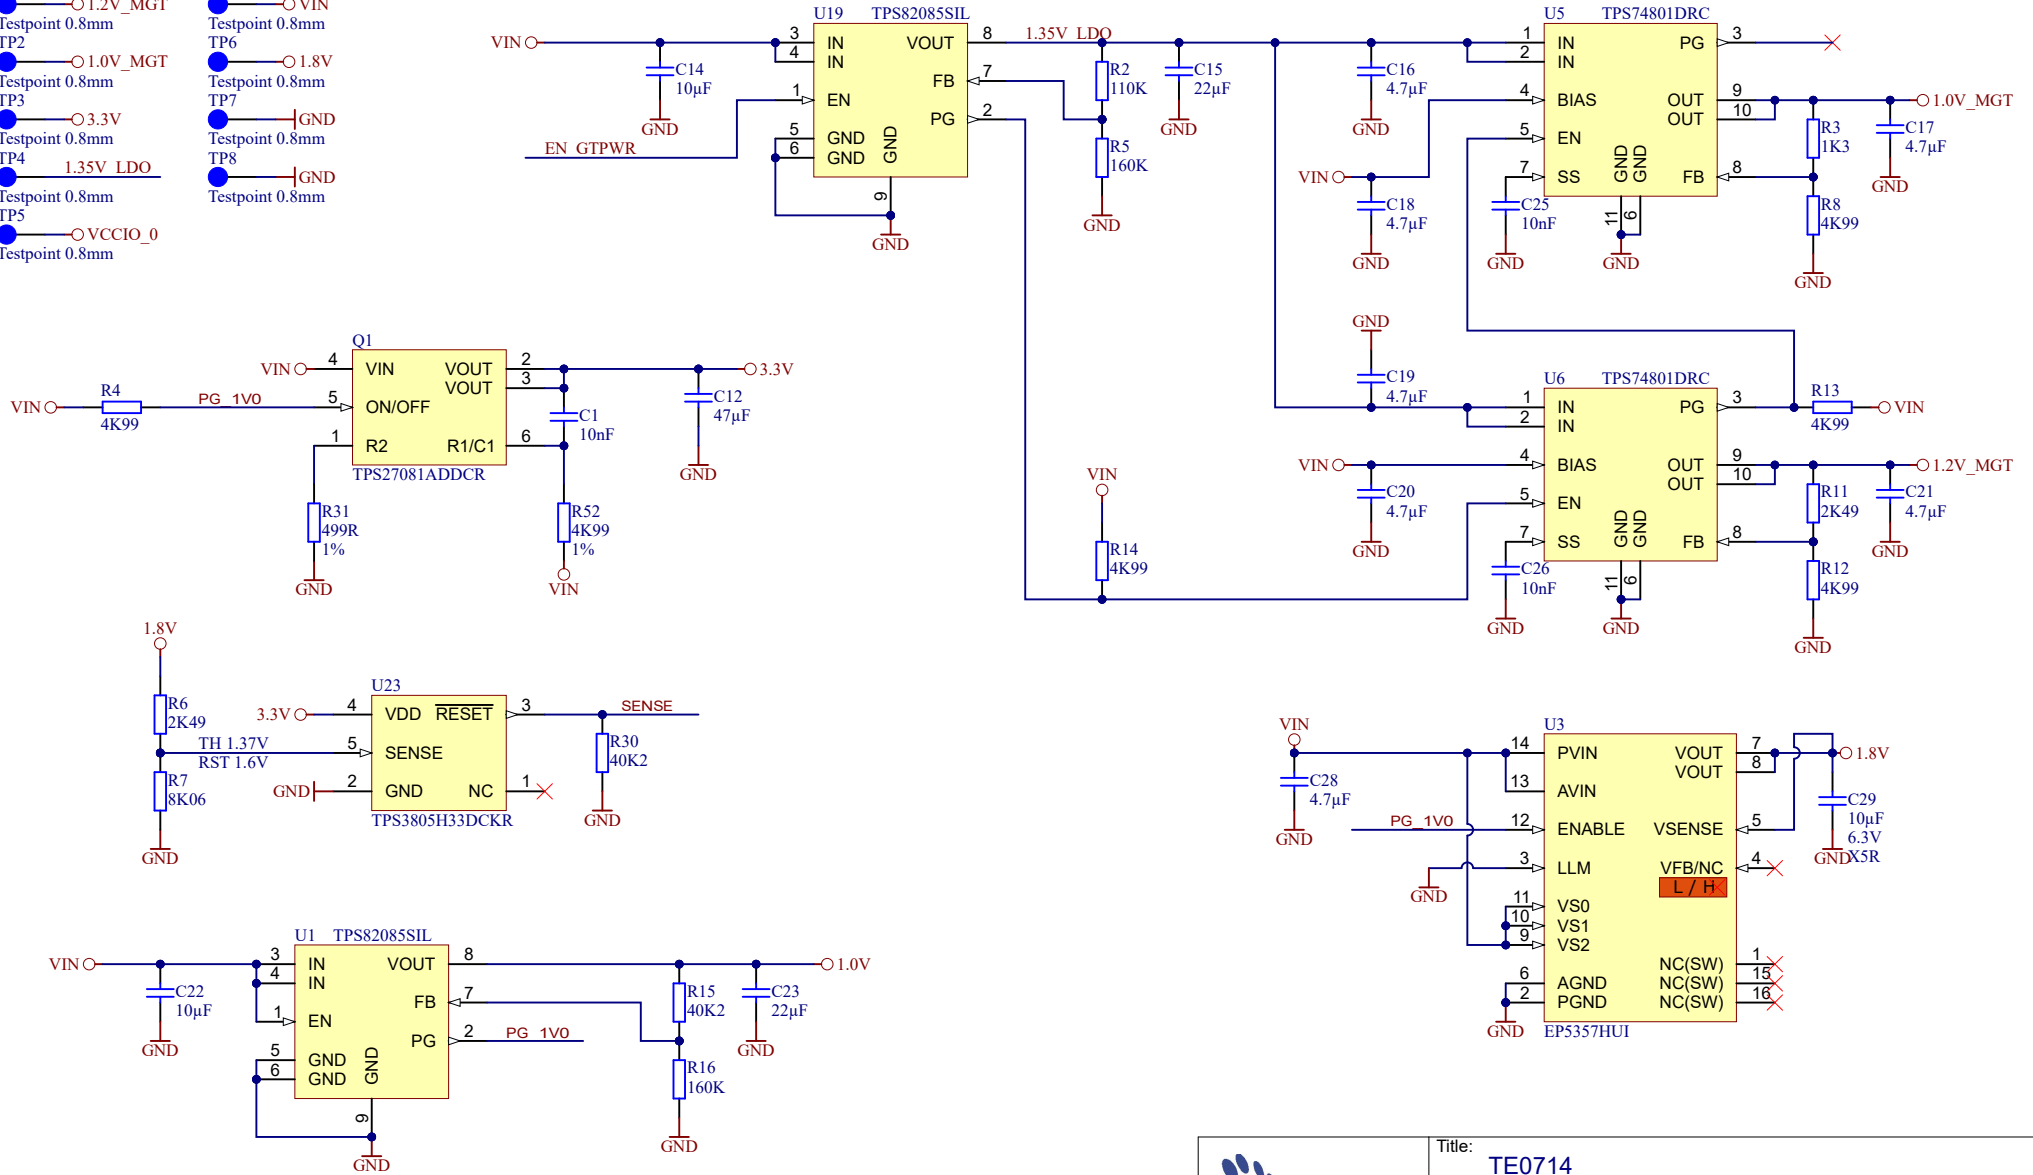 1.2V_MGT
Testpoint 0.8mm
TP2
1.0V_MGT
Testpoint 0.8mm
TP3
3.3V
Testpoint 0.8mm
TP4
1.35V_LDO
Testpoint 0.8mm
TP5
VCCIO_0
Testpoint 0.8mm
VIN
Testpoint 0.8mm
TP6
1.8V
Testpoint 0.8mm
TP7
GND
Testpoint 0.8mm
TP8
GND
Testpoint 0.8mm
U19 TPS82085SIL
VIN
C14
10µF
GND
EN_GTPWR
3 IN
4 IN
1 EN
5 GND
6 GND
GND
9
GND
VOUT 8
FB 7
PG 2
1.35V_LDO
R2
110K
R5
160K
GND
C15
22µF
GND
C16
4.7µF
GND
VIN
C18
4.7µF
GND
U5 TPS74801DRC
1 IN
2 IN
4 BIAS
5 EN
7 SS
C25
10nF
GND
GND
GND
11
6
GND
PG 3
OUT 9
OUT 10
FB 8
1.0V_MGT
R3
1K3
C17
4.7µF
GND
R8
4K99
GND
Q1
VIN
4 VIN
VIN
R4
4K99
PG_1V0
5 ON/OFF
1 R2
VOUT 2
VOUT 3
R1/C1 6
TPS27081ADDCR
3.3V
C1
10nF
C12
47µF
GND
R31
499R
1%
GND
R52
4K99
1%
VIN
GND
C19
4.7µF
VIN
C20
4.7µF
GND
VIN
R14
4K99
U6 TPS74801DRC
1 IN
2 IN
4 BIAS
5 EN
7 SS
C26
10nF
GND
GND
GND
11
6
GND
PG 3
R13
4K99
VIN
OUT 9
OUT 10
FB 8
1.2V_MGT
R11
2K49
C21
4.7µF
GND
R12
4K99
GND
1.8V
R6
2K49
TH 1.37V
RST 1.6V
R7
8K06
GND
U23
3.3V
4 VDD
5 SENSE
GND
2 GND
RESET 3
NC 1
TPS3805H33DCKR
SENSE
R30
40K2
GND
VIN
C28
4.7µF
GND
PG_1V0
GND
U3
14 PVIN
13 AVIN
12 ENABLE
3 LLM
11 VS0
10 VS1
9 VS2
6 AGND
2 PGND
GND
VOUT 7
VOUT 8
VSENSE 5
VFB/NC 4
L / H
NC(SW) 1
NC(SW) 15
NC(SW) 16
EP5357HUI
1.8V
C29
10µF
6.3V
X5R
GND
U1 TPS82085SIL
VIN
C22
10µF
GND
3 IN
4 IN
1 EN
5 GND
6 GND
GND
9
GND
VOUT 8
FB 7
PG 2
PG_1V0
1.0V
R15
40K2
C23
22µF
GND
R16
160K
GND
Title:
TE0714